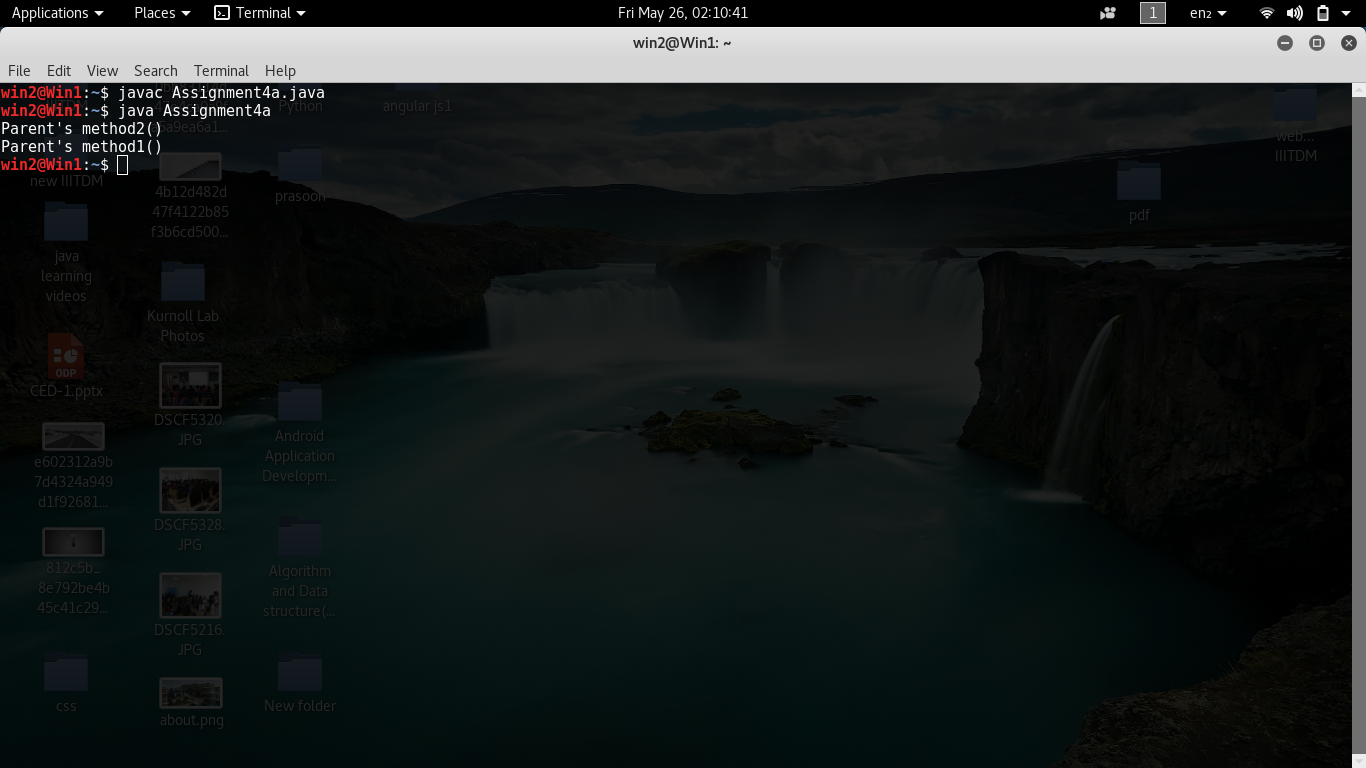 Applications Places Terminal Fri May 26, 02:10:41 1 en₂
win2@Win1: ~
File Edit View Search Terminal Help
win2@Win1:~$ javac Assignment4a.java
win2@Win1:~$ java Assignment4a
Parent's method2()
Parent's method1()
win2@Win1:~$
Python
angular js1
web...
IIITDM
new IIITDM
4b12d482d
47f4122b85
f3b6cd500...
prasoon
pdf
java
learning
videos
Kurnoll Lab
Photos
ODP
CED-1.pptx
DSCF5320.
JPG
Android
Application
Developm...
e602312a9b
7d4324a949
d1f92681...
DSCF5328.
JPG
812c5b_
8e792be4b
45c41c29...
Algorithm
and Data
structure(...
DSCF5216.
JPG
css
about.png
New folder